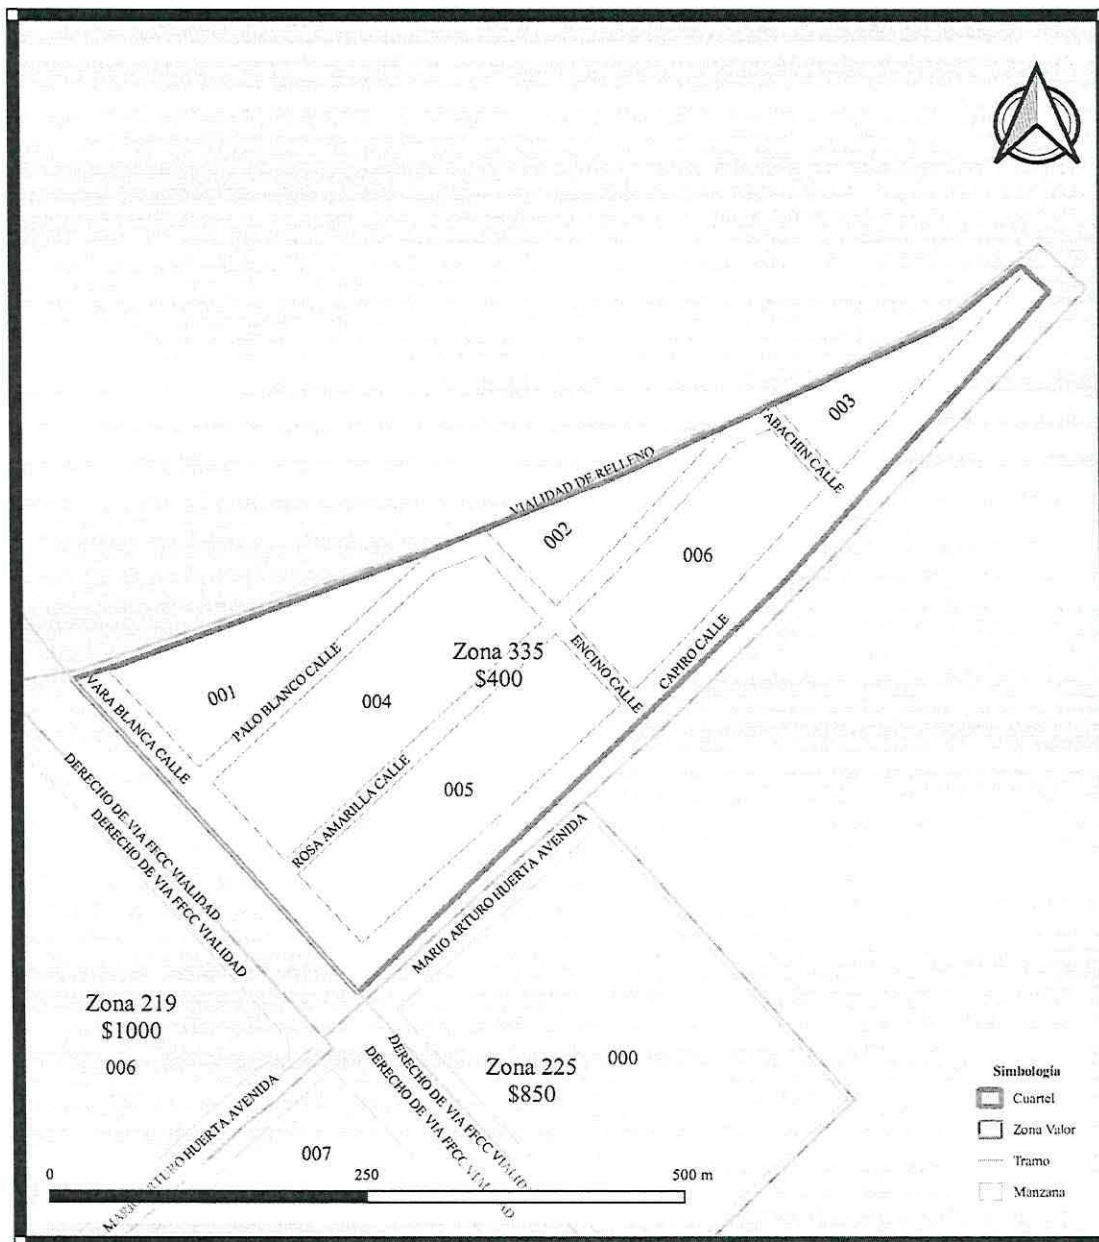 003
ABACHIN CALLE
VIALIDAD DE RELLENO
002
006
ENCINO CALLE
CAPIRO CALLE
Zona 335
$400
001
PALO BLANCO CALLE
004
VARA BLANCA CALLE
ROSA AMARILLA CALLE
005
DERECHO DE VIA FFCC VIALIDAD
DERECHO DE VIA FFCC VIALIDAD
MARIO ARTURO HUERTA AVENIDA
Zona 219
$1000
006
Zona 225
$850
000
DERECHO DE VIA FFCC VIALID
DERECHO DE VIA FFCC
MARIO ARTURO HUERTA AVENIDA
007
Simbología
Cuartel
Zona Valor
Tramo
Manzana
0
250
500 m